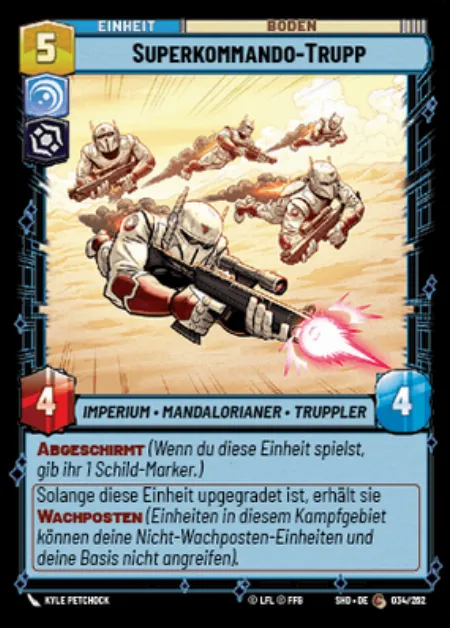 EINHEIT
BODEN
5
SUPERKOMMANDO-TRUPP
4
IMPERIUM • MANDALORIANER • TRUPPLER
4
ABGESCHIRMT (Wenn du diese Einheit spielst,
gib ihr 1 Schild-Marker.)
Solange diese Einheit upgegradet ist, erhält sie
WACHPOSTEN (Einheiten in diesem Kampfgebiet
können deine Nicht-Wachposten-Einheiten und
deine Basis nicht angreifen).
KYLE PETCHOCK
© LFL Ⓟ FFG
SHD • DE
034/262